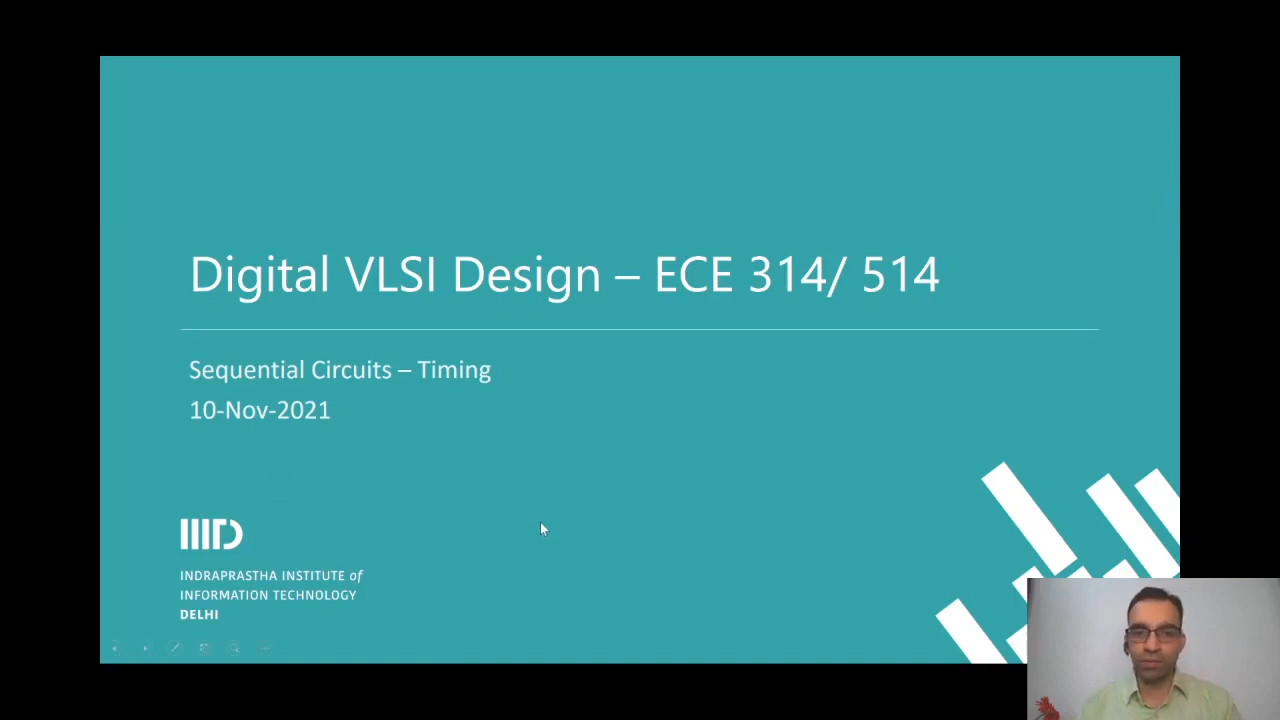 Digital VLSI Design – ECE 314/ 514
Sequential Circuits – Timing
10-Nov-2021
IIITD
INDRAPRASTHA INSTITUTE of
INFORMATION TECHNOLOGY
DELHI